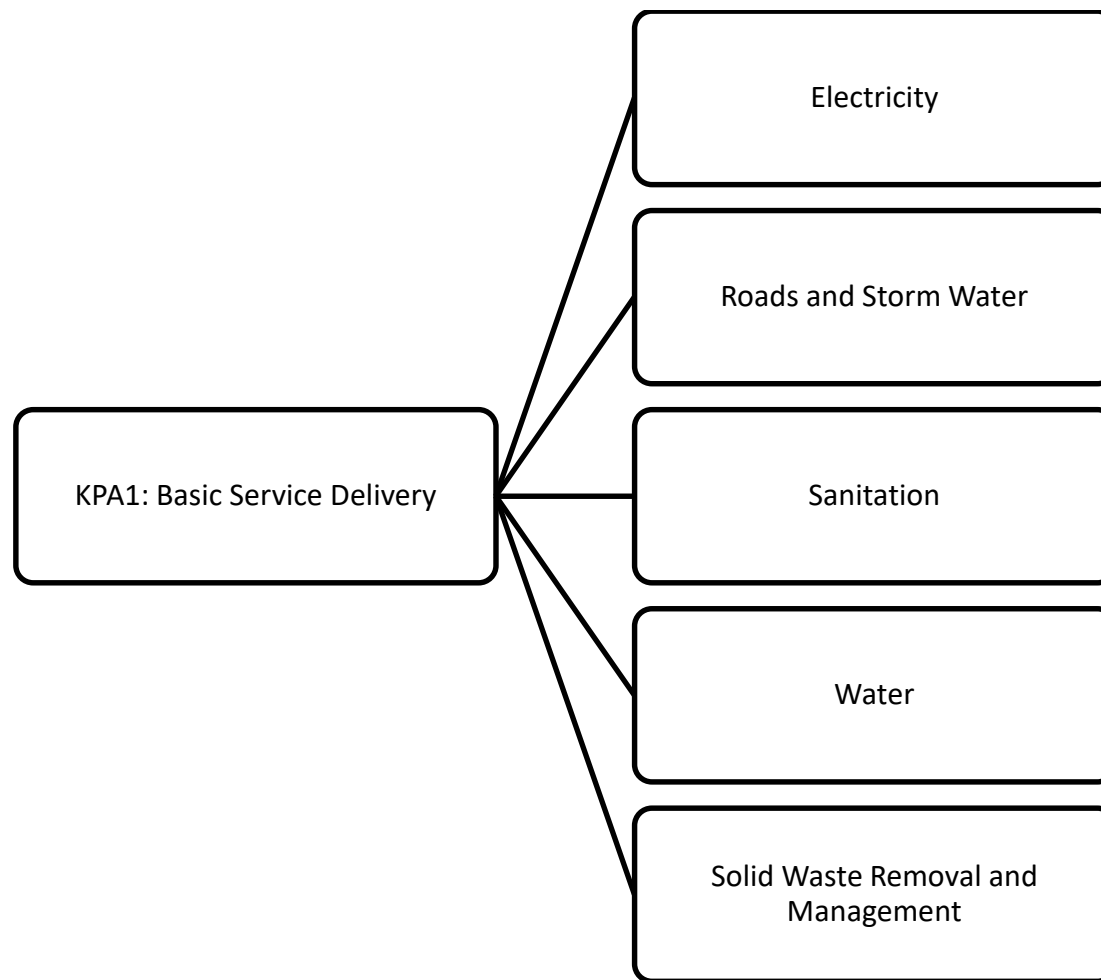 Electricity
Roads and Storm Water
KPA1: Basic Service Delivery
Sanitation
Water
Solid Waste Removal and
Management